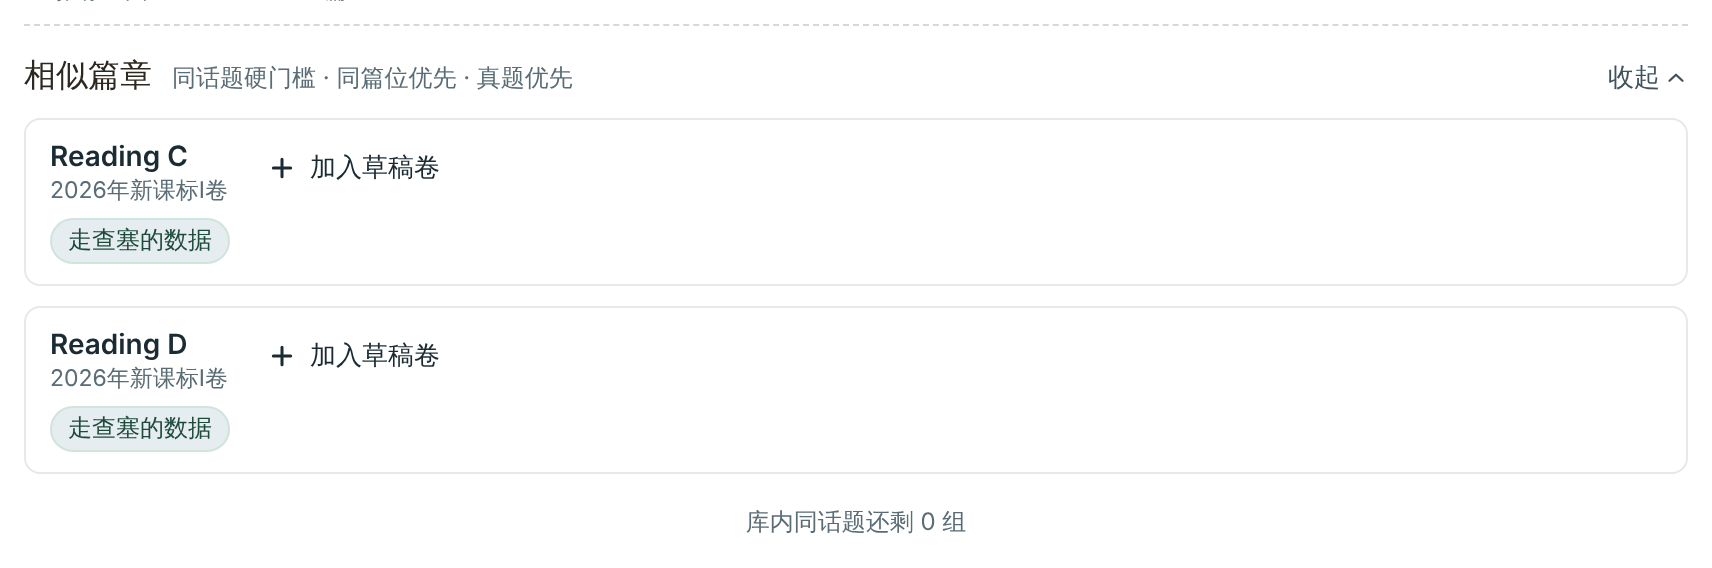 相似篇章 同话题硬门槛 · 同篇位优先 · 真题优先 收起
Reading C
+ 加入草稿卷
2026年新课标I卷
走查塞的数据
Reading D
+ 加入草稿卷
2026年新课标I卷
走查塞的数据
库内同话题还剩 0 组